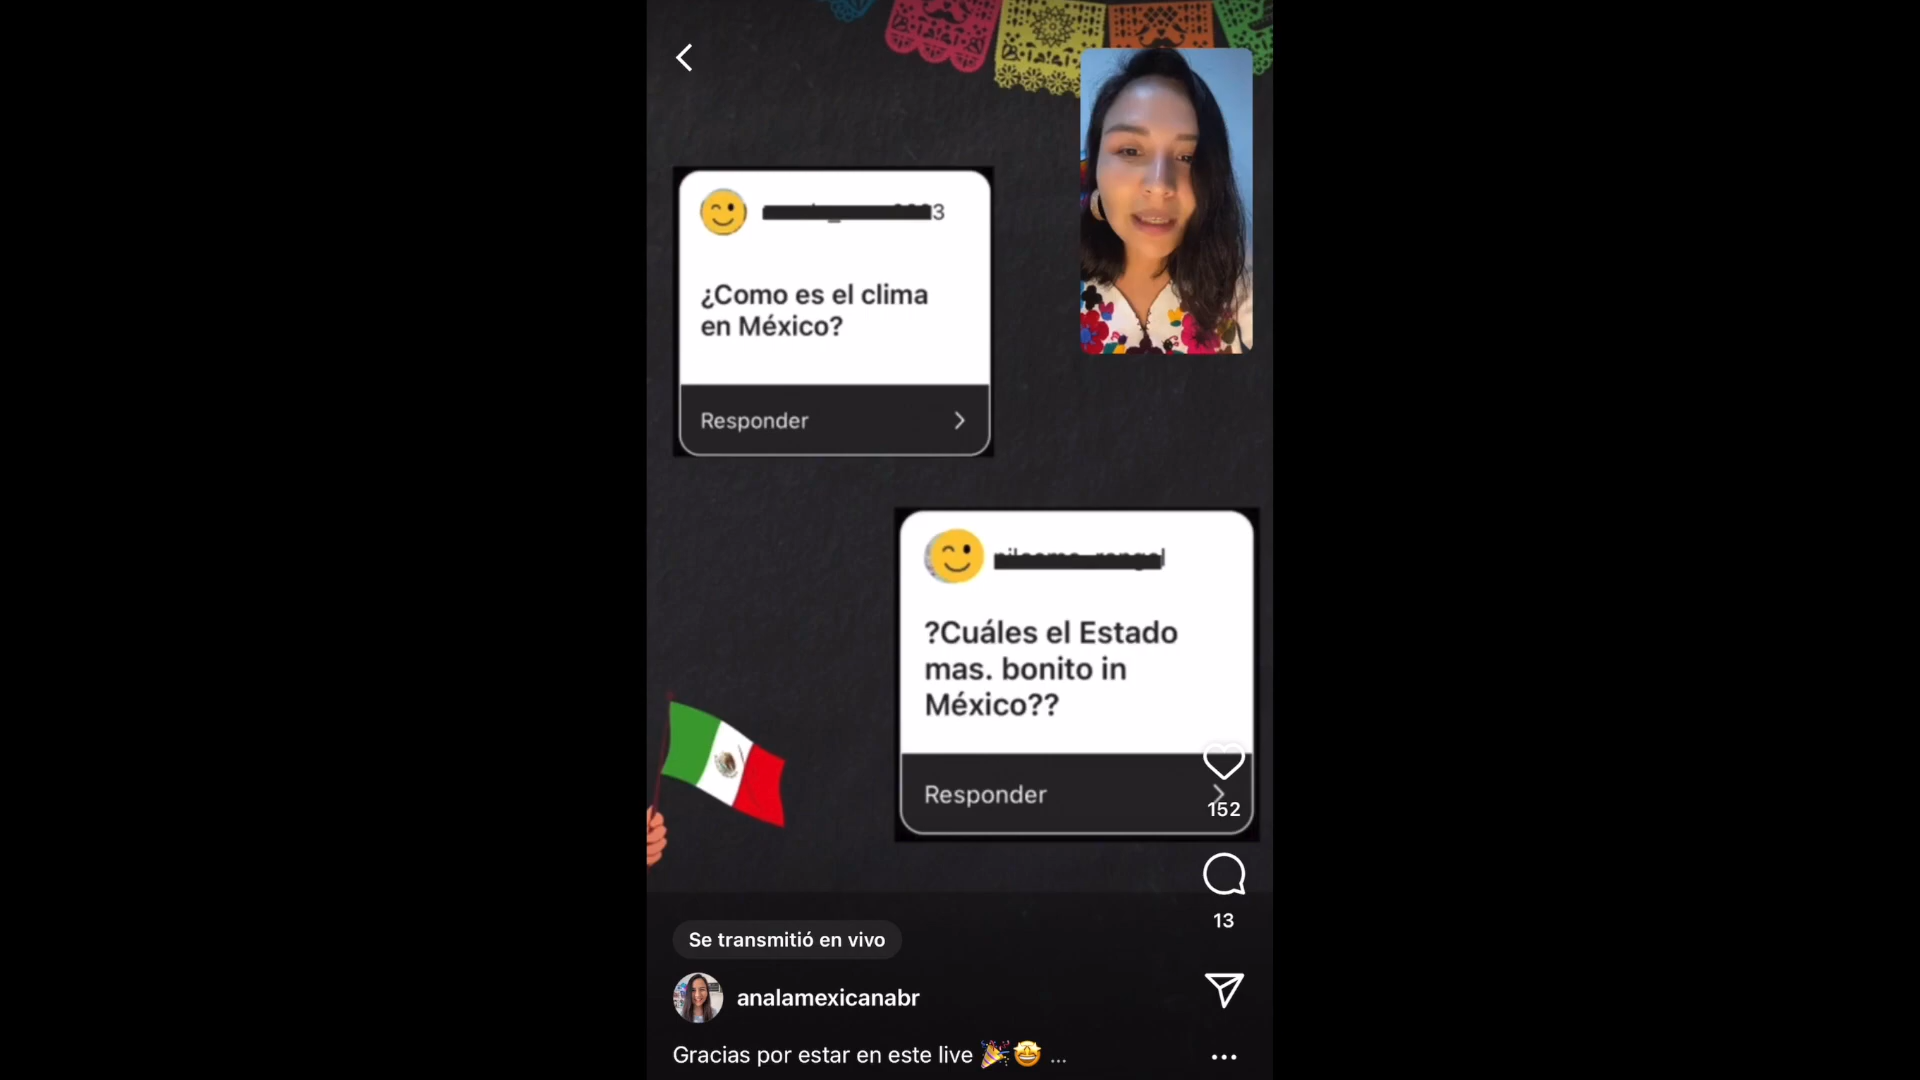 3
¿Como es el clima
en México?
Responder
?Cuáles el Estado
mas. bonito in
México??
Responder
152
13
Se transmitió en vivo
analamexicanabr
Gracias por estar en este live 🎉🤩 ...